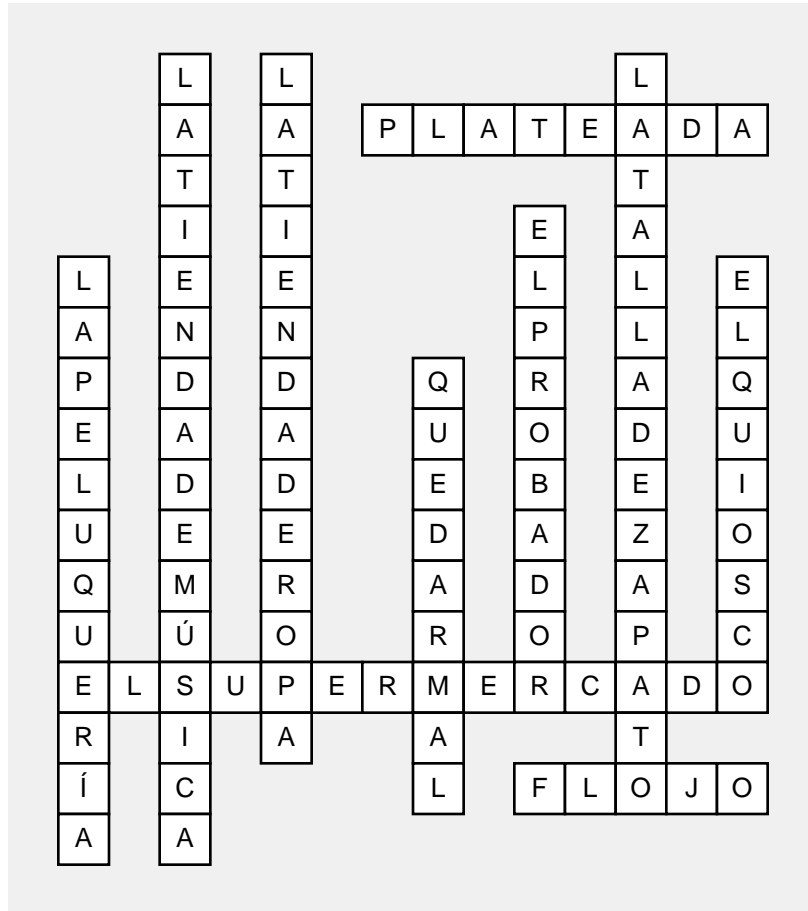 LATIENDADEMÚSICA
LATIENDADEROPA
LATALLADEZAPATO
PLATEADA
ELPROBADOR
LAPELUQUERÍA
ELQUIOSCO
QUEDARMAL
ELSUPERMERCADO
FLOJO